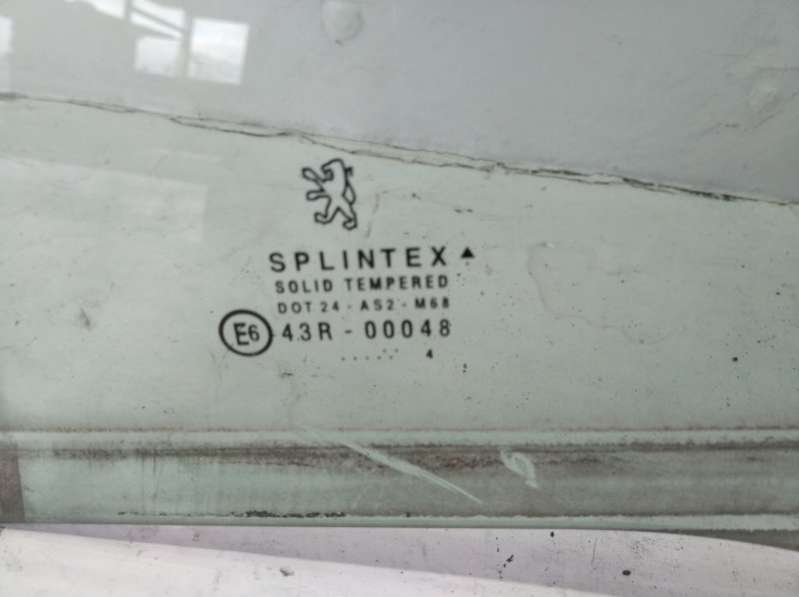 SPLINTEX ▲
SOLID TEMPERED
DOT 24 - AS2 - M68
E6 43R - 00048
..... 4